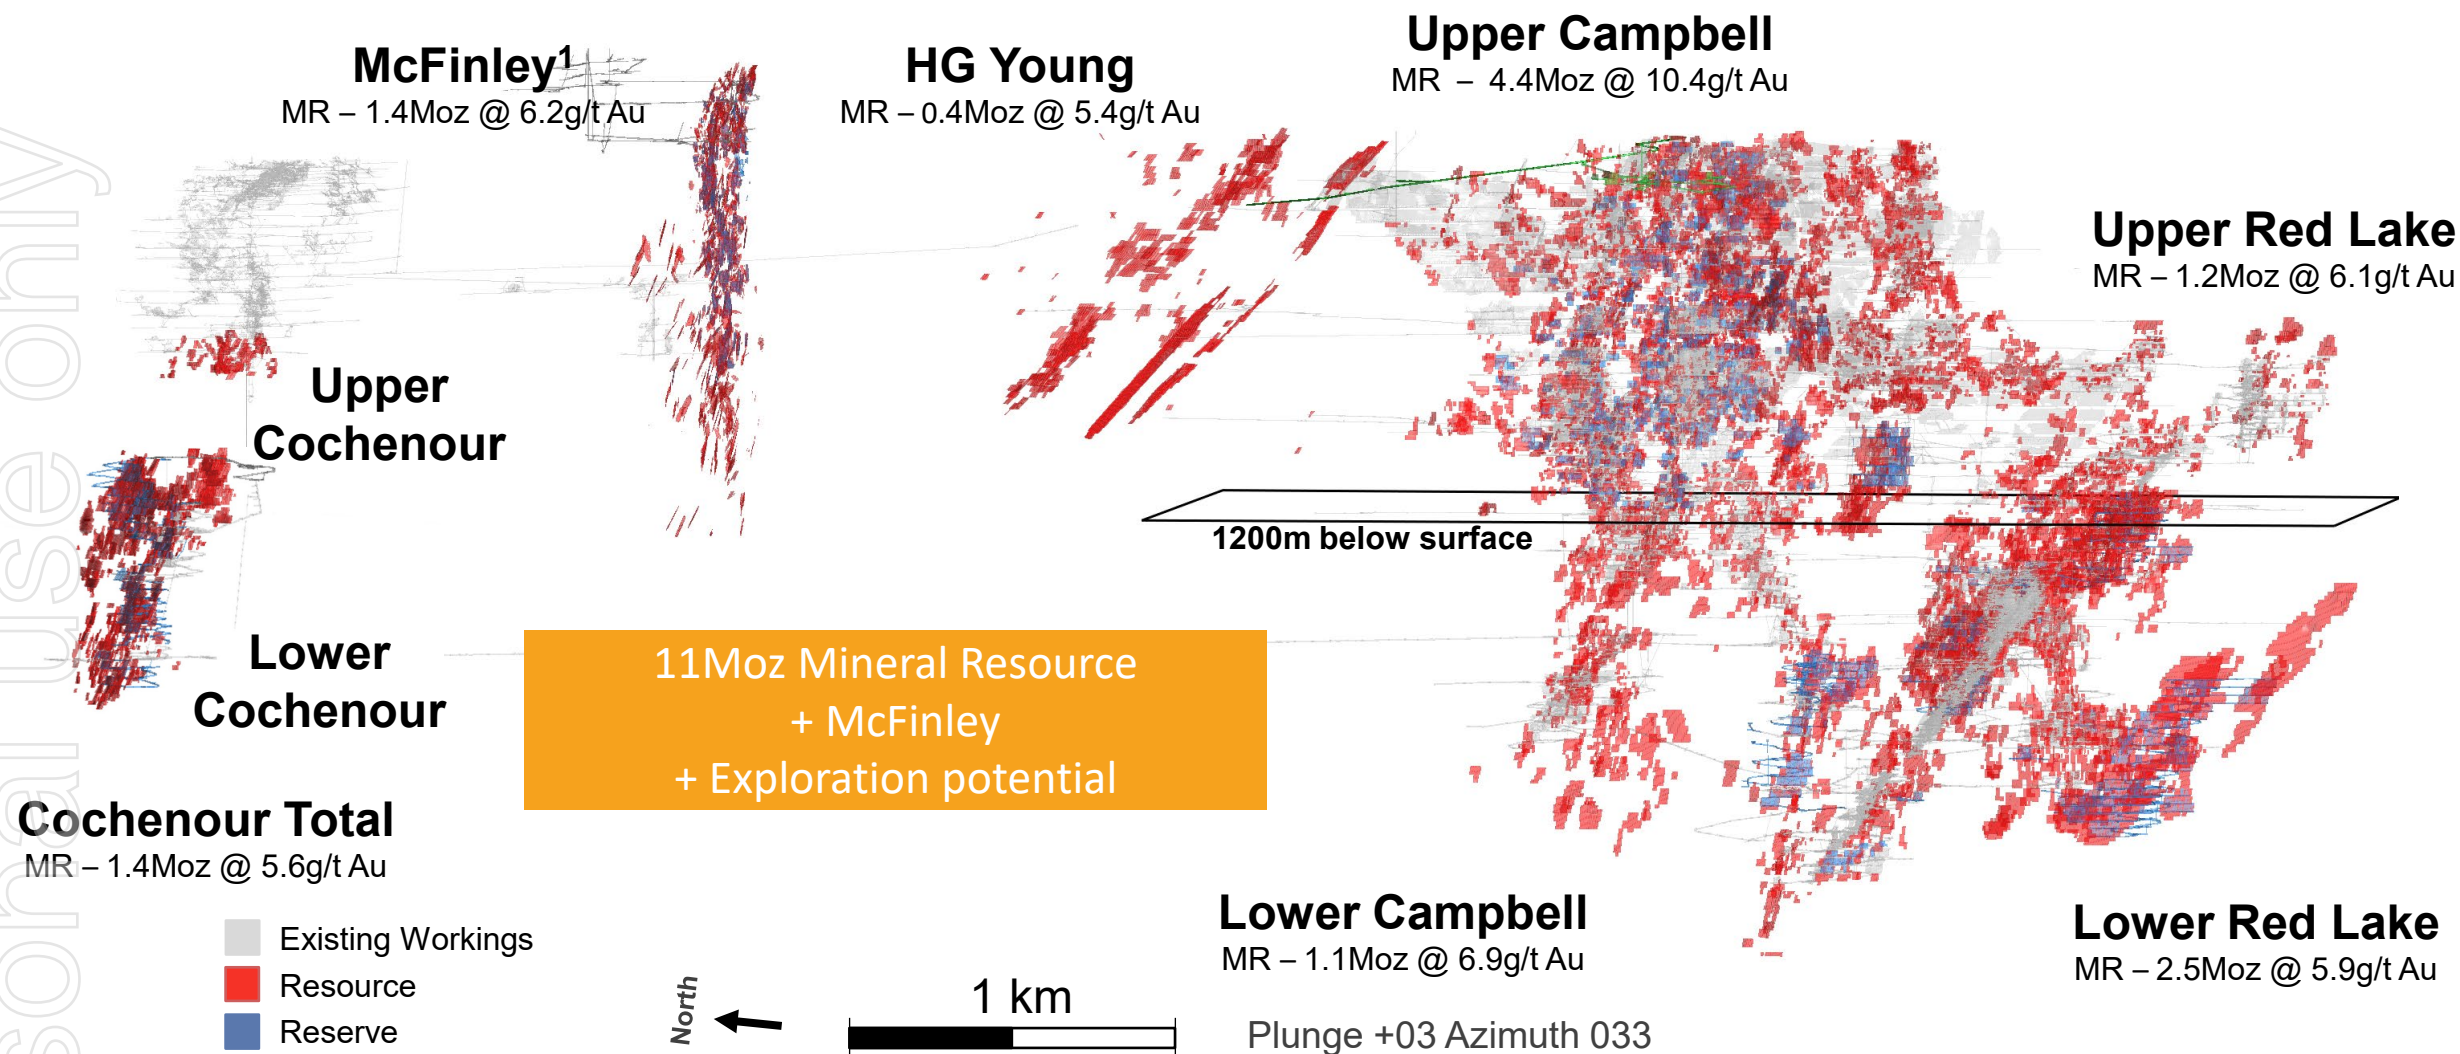 McFinley1
MR – 1.4Moz @ 6.2g/t Au
HG Young
MR – 0.4Moz @ 5.4g/t Au
Upper Campbell
MR – 4.4Moz @ 10.4g/t Au
Upper Red Lake
MR – 1.2Moz @ 6.1g/t Au
Upper
Cochenour
1200m below surface
Lower
Cochenour
11Moz Mineral Resource
+ McFinley
+ Exploration potential
Cochenour Total
MR – 1.4Moz @ 5.6g/t Au
Lower Campbell
MR – 1.1Moz @ 6.9g/t Au
Lower Red Lake
MR – 2.5Moz @ 5.9g/t Au
Existing Workings
Resource
Reserve
North
1 km
Plunge +03 Azimuth 033
sonal use only